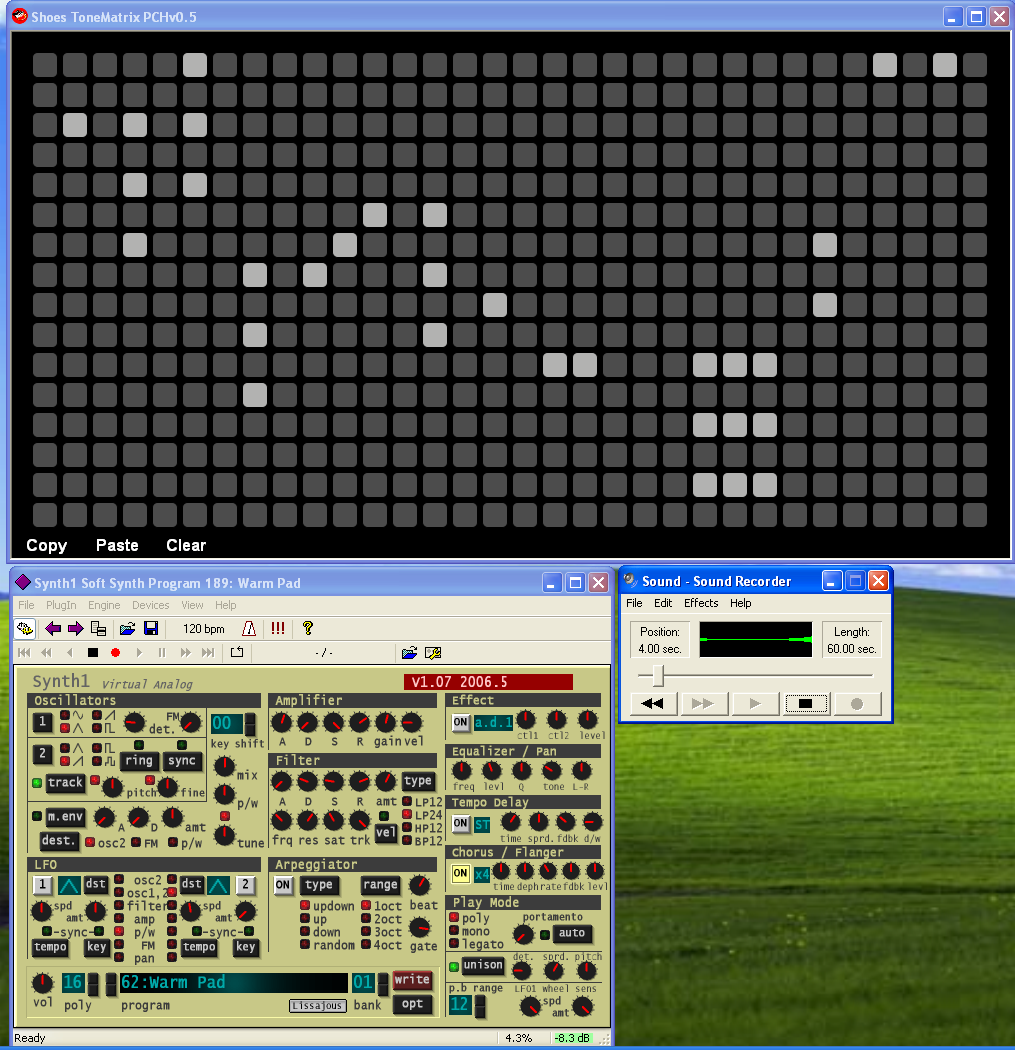 Shoes ToneMatrix PCHv0.5
Copy Paste Clear
Synth1 Soft Synth Program 189: Warm Pad
File PlugIn Engine Devices View Help
120 bpm
- / -
Synth1 Virtual Analog
v1.07 2006.5
Oscillators
1
FM
det.
2
ring sync
track
pitch fine
m.env
A D amt
dest.
osc2 FM p/w
00
key shift
mix
p/w
tune
Amplifier
A D S R gain vel
Filter
type
A D S R amt
LP12
LP24
HP12
BP12
frq res sat trk
vel
LFO
1 dst
osc2
osc1,2
filter
amp
p/w
FM
pan
dst 2
spd
amt
spd
amt
-sync-
-sync-
tempo key
tempo key
Arpeggiator
ON type range
updown
up
down
random
1oct
2oct
3oct
4oct
beat
gate
Effect
ON a.d.1
ctl1 ctl2 level
Equalizer / Pan
freq levl Q tone L-R
Tempo Delay
ON ST
time sprd. fdbk d/w
Chorus / Flanger
ON x4
time deph rate fdbk levl
Play Mode
poly
mono
legato
portamento
auto
unison
det. sprd. pitch
p.b range
12
LFO1 wheel sens
spd
amt
vol
16
poly
62:Warm Pad
program
Lissajous
01
bank
write
opt
Ready
4.3%
-8.3 dB
Sound - Sound Recorder
File Edit Effects Help
Position:
4.00 sec.
Length:
60.00 sec.